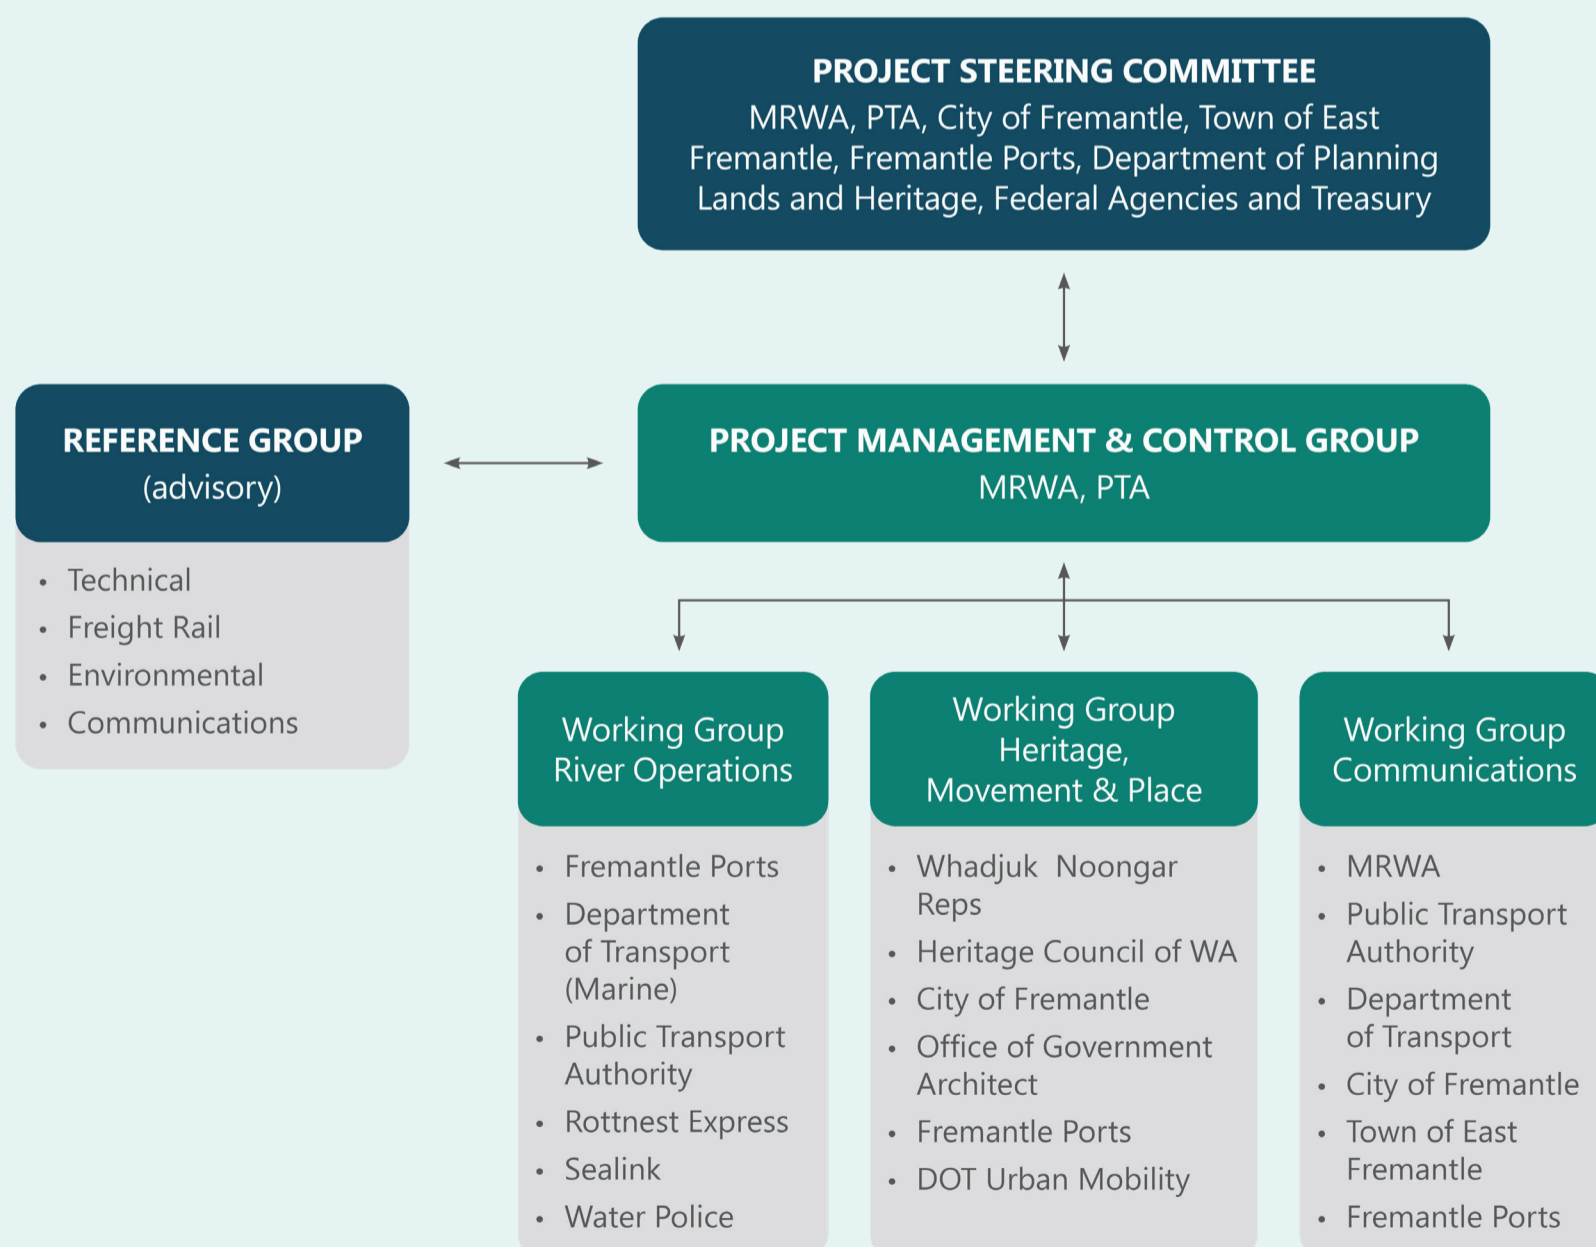 PROJECT STEERING COMMITTEE
MRWA, PTA, City of Fremantle, Town of East
Fremantle, Fremantle Ports, Department of Planning
Lands and Heritage, Federal Agencies and Treasury
REFERENCE GROUP
(advisory)
• Technical
• Freight Rail
• Environmental
• Communications
PROJECT MANAGEMENT & CONTROL GROUP
MRWA, PTA
Working Group
River Operations
• Fremantle Ports
• Department
of Transport
(Marine)
• Public Transport
Authority
• Rottnest Express
• Sealink
• Water Police
Working Group
Heritage,
Movement & Place
• Whadjuk  Noongar
Reps
• Heritage Council of WA
• City of Fremantle
• Office of Government
Architect
• Fremantle Ports
• DOT Urban Mobility
Working Group
Communications
• MRWA
• Public Transport
Authority
• Department
of Transport
• City of Fremantle
• Town of East
Fremantle
• Fremantle Ports